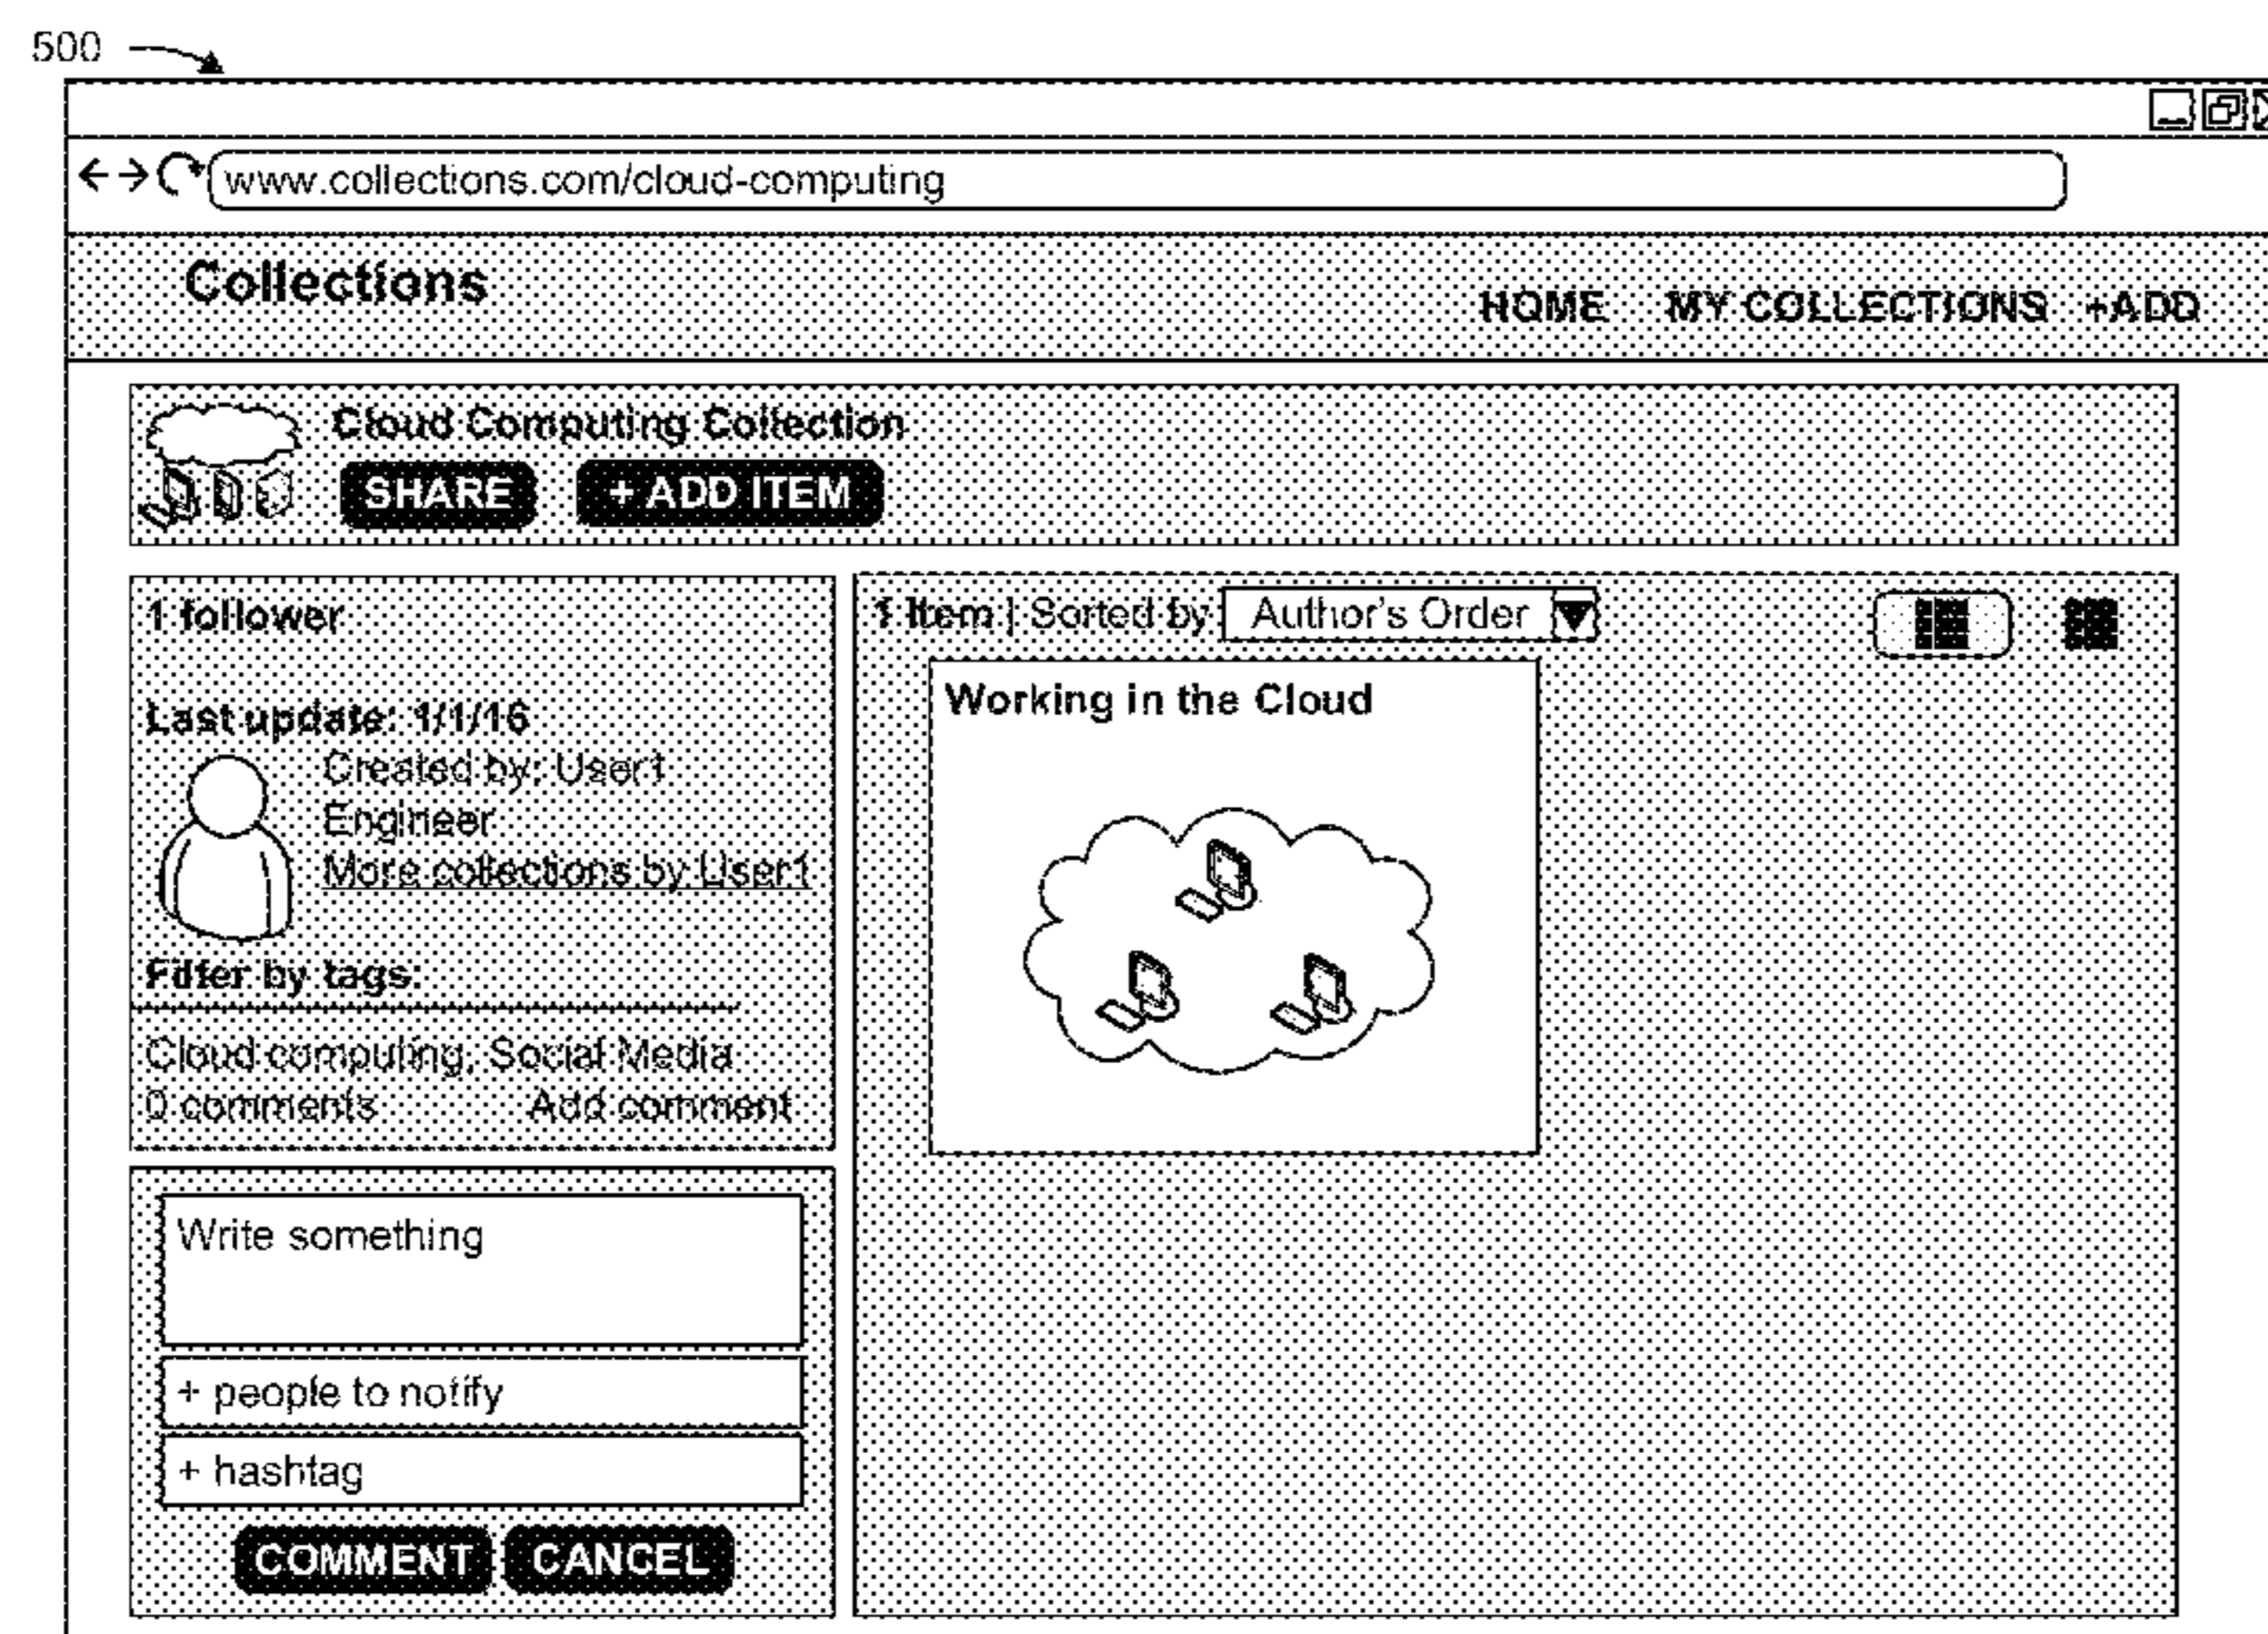 500
www.collections.com/cloud-computing
Collections
HOME MY COLLECTIONS +ADD
Cloud Computing Collection
SHARE + ADD ITEM
1 follower
Last update: 1/1/16
Created by: User1
Engineer
More collections by User1
Filter by tags:
Cloud computing, Social Media
0 comments Add comment
Write something
+ people to notify
+ hashtag
COMMENT CANCEL
1 Item | Sorted by Author's Order
Working in the Cloud